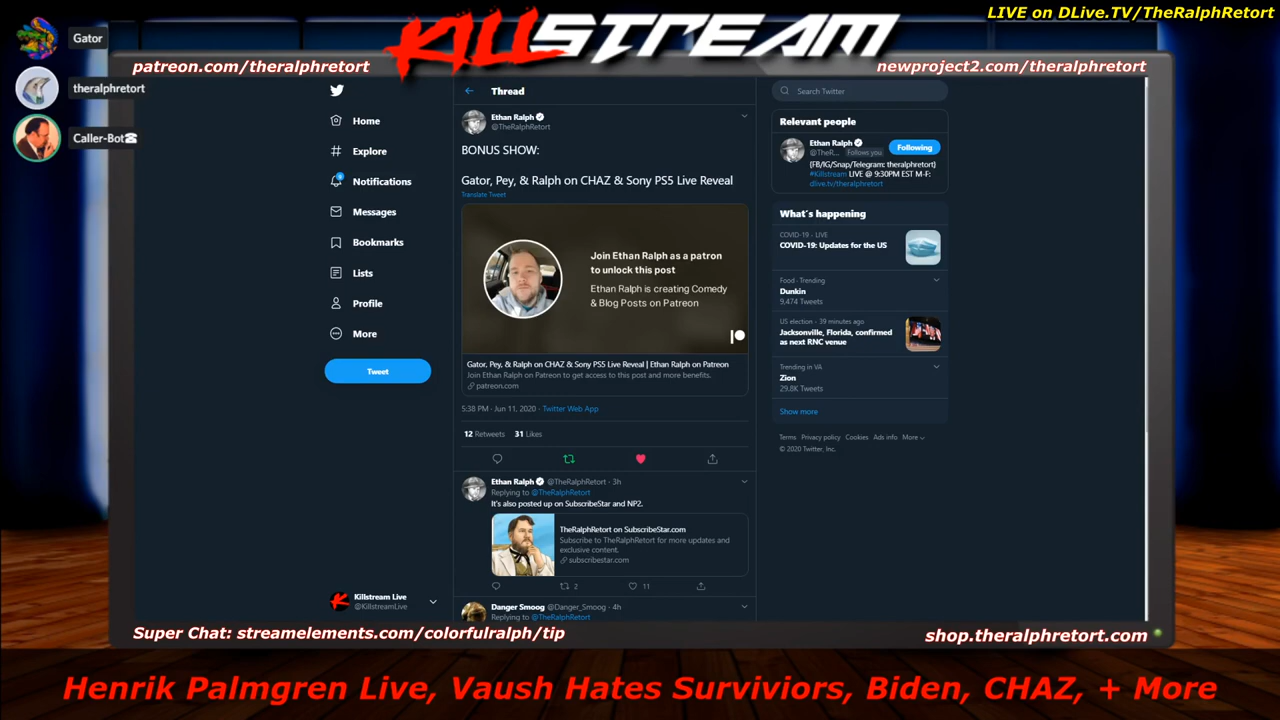 LIVE on DLive.TV/TheRalphRetort
Gator
theralphretort
Caller-Bot☎
KILLSTREAM
patreon.com/theralphretort
newproject2.com/theralphretort
Home
Explore
Notifications
Messages
Bookmarks
Lists
Profile
More
Tweet
Killstream Live
@KillstreamLive
Thread
Ethan Ralph
@TheRalphRetort
BONUS SHOW:
Gator, Pey, & Ralph on CHAZ & Sony PS5 Live Reveal
Translate Tweet
Join Ethan Ralph as a patron
to unlock this post
Ethan Ralph is creating Comedy
& Blog Posts on Patreon
Gator, Pey, & Ralph on CHAZ & Sony PS5 Live Reveal | Ethan Ralph on Patreon
Join Ethan Ralph on Patreon to get access to this post and more benefits.
patreon.com
5:38 PM · Jun 11, 2020 · Twitter Web App
12 Retweets 31 Likes
Ethan Ralph @TheRalphRetort · 3h
Replying to @TheRalphRetort
It's also posted up on SubscribeStar and NP2.
TheRalphRetort on SubscribeStar.com
Subscribe to TheRalphRetort for more updates and
exclusive content.
subscribestar.com
2 11
Danger Smoog @Danger_Smoog · 4h
Replying to @TheRalphRetort
Search Twitter
Relevant people
Ethan Ralph
@TheR... Follows you
Following
[FB/IG/Snap/Telegram: theralphretort]
#Killstream LIVE @ 9:30PM EST M-F:
dlive.tv/theralphretort
What's happening
COVID-19 · LIVE
COVID-19: Updates for the US
Food · Trending
Dunkin
9,474 Tweets
US election · 39 minutes ago
Jacksonville, Florida, confirmed
as next RNC venue
Trending in VA
Zion
29.8K Tweets
Show more
Terms Privacy policy Cookies Ads info More
© 2020 Twitter, Inc.
Super Chat: streamelements.com/colorfulralph/tip
shop.theralphretort.com
Henrik Palmgren Live, Vaush Hates Surviviors, Biden, CHAZ, + More